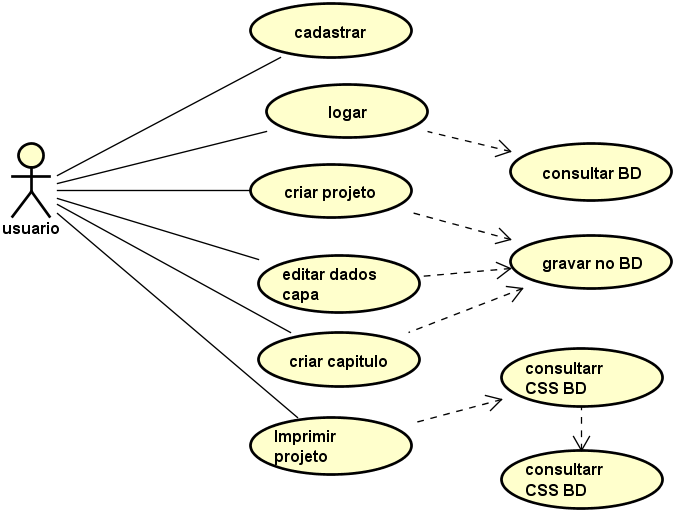 cadastrar
logar
consultar BD
criar projeto
usuario
gravar no BD
editar dados
capa
criar capitulo
consultarr
CSS BD
Imprimir
projeto
consultarr
CSS BD